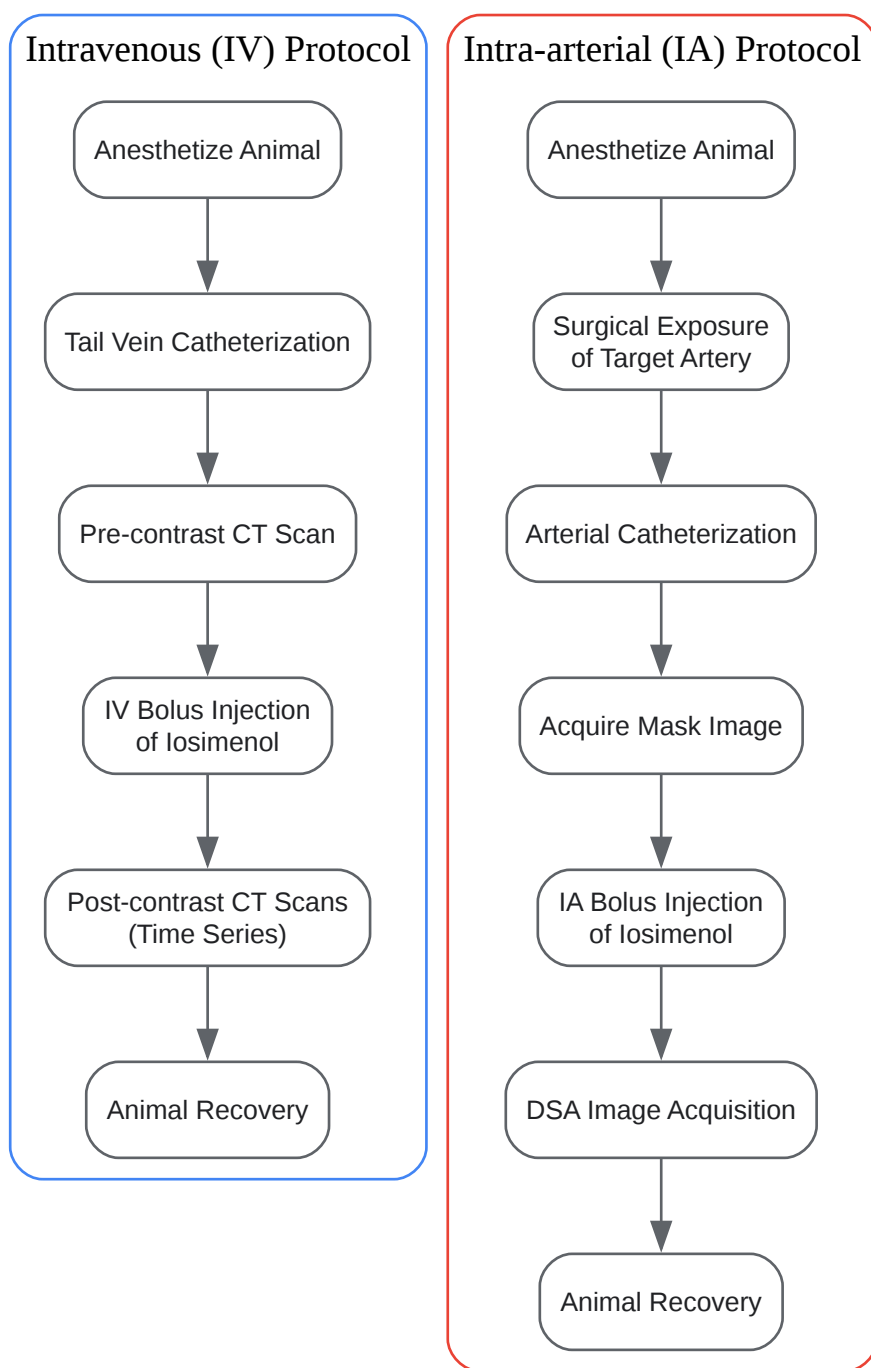 Intravenous (IV) Protocol
Anesthetize Animal
Tail Vein Catheterization
Pre-contrast CT Scan
IV Bolus Injection
of Iosimenol
Post-contrast CT Scans
(Time Series)
Animal Recovery
Intra-arterial (IA) Protocol
Anesthetize Animal
Surgical Exposure
of Target Artery
Arterial Catheterization
Acquire Mask Image
IA Bolus Injection
of Iosimenol
DSA Image Acquisition
Animal Recovery